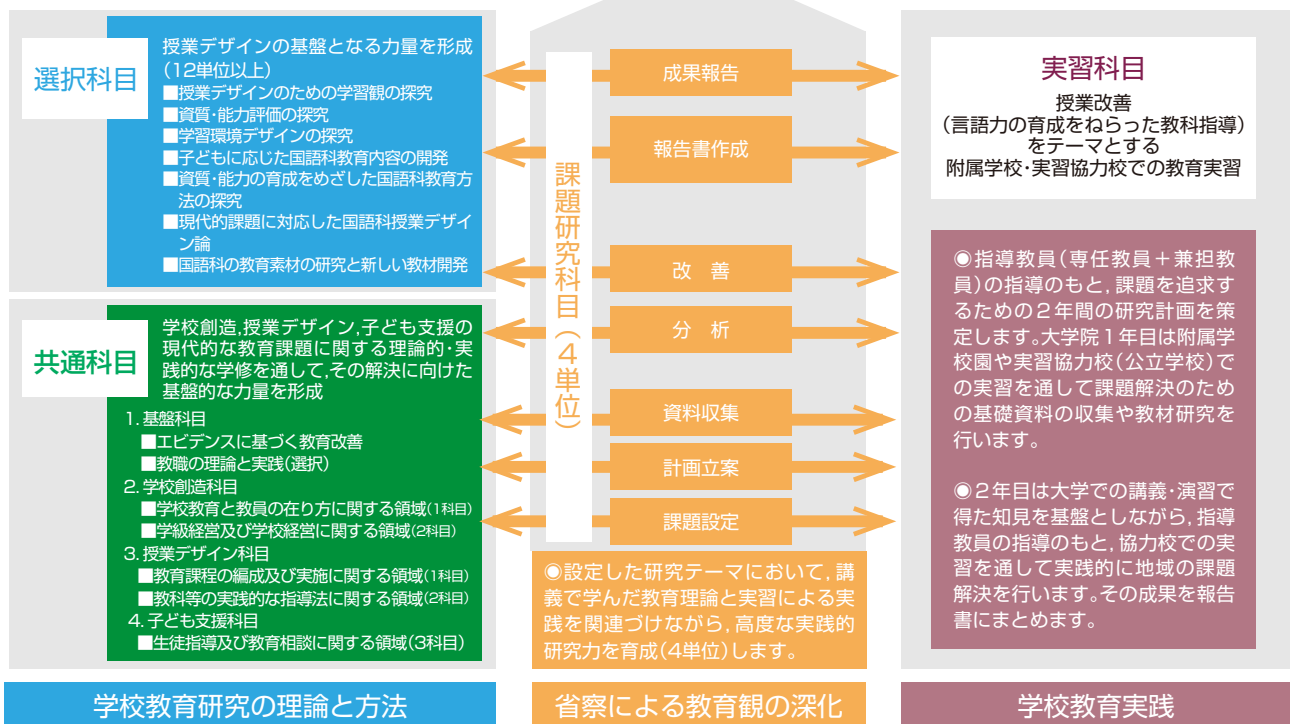 選択科目
授業デザインの基盤となる力量を形成
(12単位以上)
■授業デザインのための学習観の探究
■資質・能力評価の探究
■学習環境デザインの探究
■子どもに応じた国語科教育内容の開発
■資質・能力の育成をめざした国語科教育方
法の探究
■現代的課題に対応した国語科授業デザイ
ン論
■国語科の教育素材の研究と新しい教材開発
共通科目
学校創造,授業デザイン,子ども支援の
現代的な教育課題に関する理論的・実
践的な学修を通して,その解決に向けた
基盤的な力量を形成
1. 基盤科目
■エビデンスに基づく教育改善
■教職の理論と実践(選択)
2. 学校創造科目
■学校教育と教員の在り方に関する領域(1科目)
■学級経営及び学校経営に関する領域(2科目)
3. 授業デザイン科目
■教育課程の編成及び実施に関する領域(1科目)
■教科等の実践的な指導法に関する領域(2科目)
4. 子ども支援科目
■生徒指導及び教育相談に関する領域(3科目)
学校教育研究の理論と方法
課題研究科目(4単位)
成果報告
報告書作成
改 善
分 析
資料収集
計画立案
課題設定
◎設定した研究テーマにおいて,講
義で学んだ教育理論と実習による実
践を関連づけながら,高度な実践的
研究力を育成(4単位)します。
省察による教育観の深化
実習科目
授業改善
(言語力の育成をねらった教科指導)
をテーマとする
附属学校・実習協力校での教育実習
◎指導教員(専任教員+兼担教
員)の指導のもと,課題を追求す
るための2年間の研究計画を策
定します。大学院1年目は附属学
校園や実習協力校(公立学校)で
の実習を通して課題解決のため
の基礎資料の収集や教材研究を
行います。
◎2年目は大学での講義・演習で
得た知見を基盤としながら,指導
教員の指導のもと,協力校での実
習を通して実践的に地域の課題
解決を行います。その成果を報告
書にまとめます。
学校教育実践